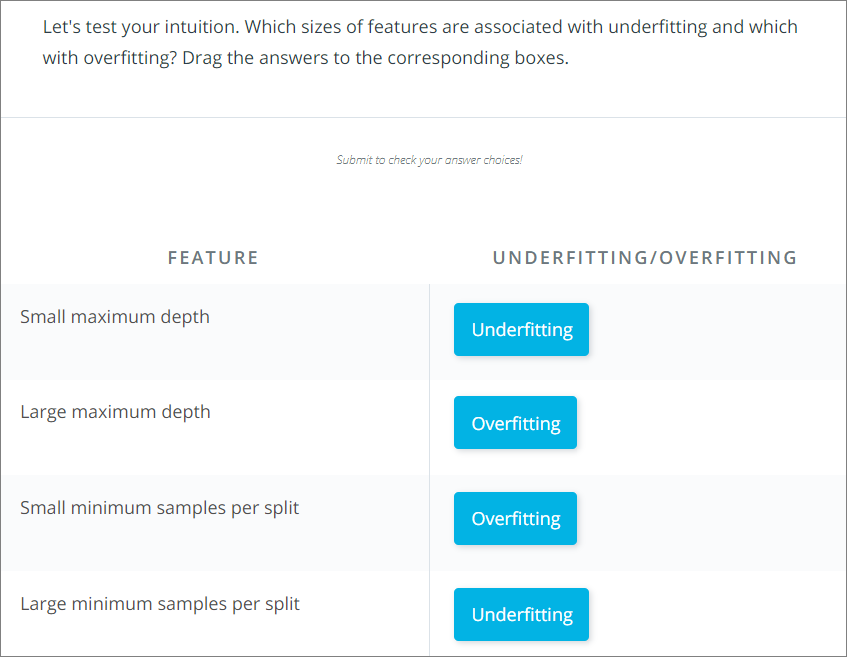 Let's test your intuition. Which sizes of features are associated with underfitting and which
with overfitting? Drag the answers to the corresponding boxes.
Submit to check your answer choices!
FEATURE UNDERFITTING/OVERFITTING
Small maximum depth Underfitting
Large maximum depth Overfitting
Small minimum samples per split Overfitting
Large minimum samples per split Underfitting